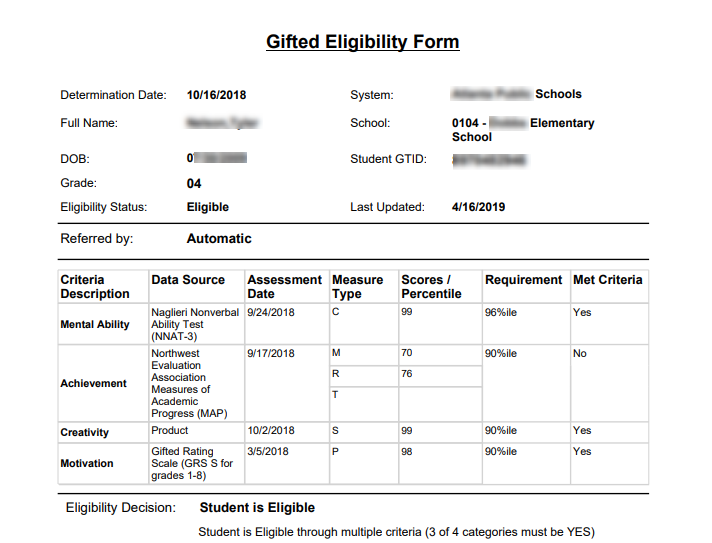 Gifted Eligibility Form
Determination Date: 10/16/2018 System: Schools
Full Name: School: 0104 - Elementary
School
DOB: 0 Student GTID:
Grade: 04
Eligibility Status: Eligible Last Updated: 4/16/2019
Referred by: Automatic
Criteria Data Source Assessment Measure Scores / Requirement Met Criteria
Description Date Type Percentile
Mental Ability Naglieri Nonverbal 9/24/2018 C 99 96%ile Yes
Ability Test
(NNAT-3)
Achievement Northwest 9/17/2018 M 70 90%ile No
Evaluation R 76
Association T
Measures of
Academic
Progress (MAP)
Creativity Product 10/2/2018 S 99 90%ile Yes
Motivation Gifted Rating 3/5/2018 P 98 90%ile Yes
Scale (GRS S for
grades 1-8)
Eligibility Decision: Student is Eligible
Student is Eligible through multiple criteria (3 of 4 categories must be YES)